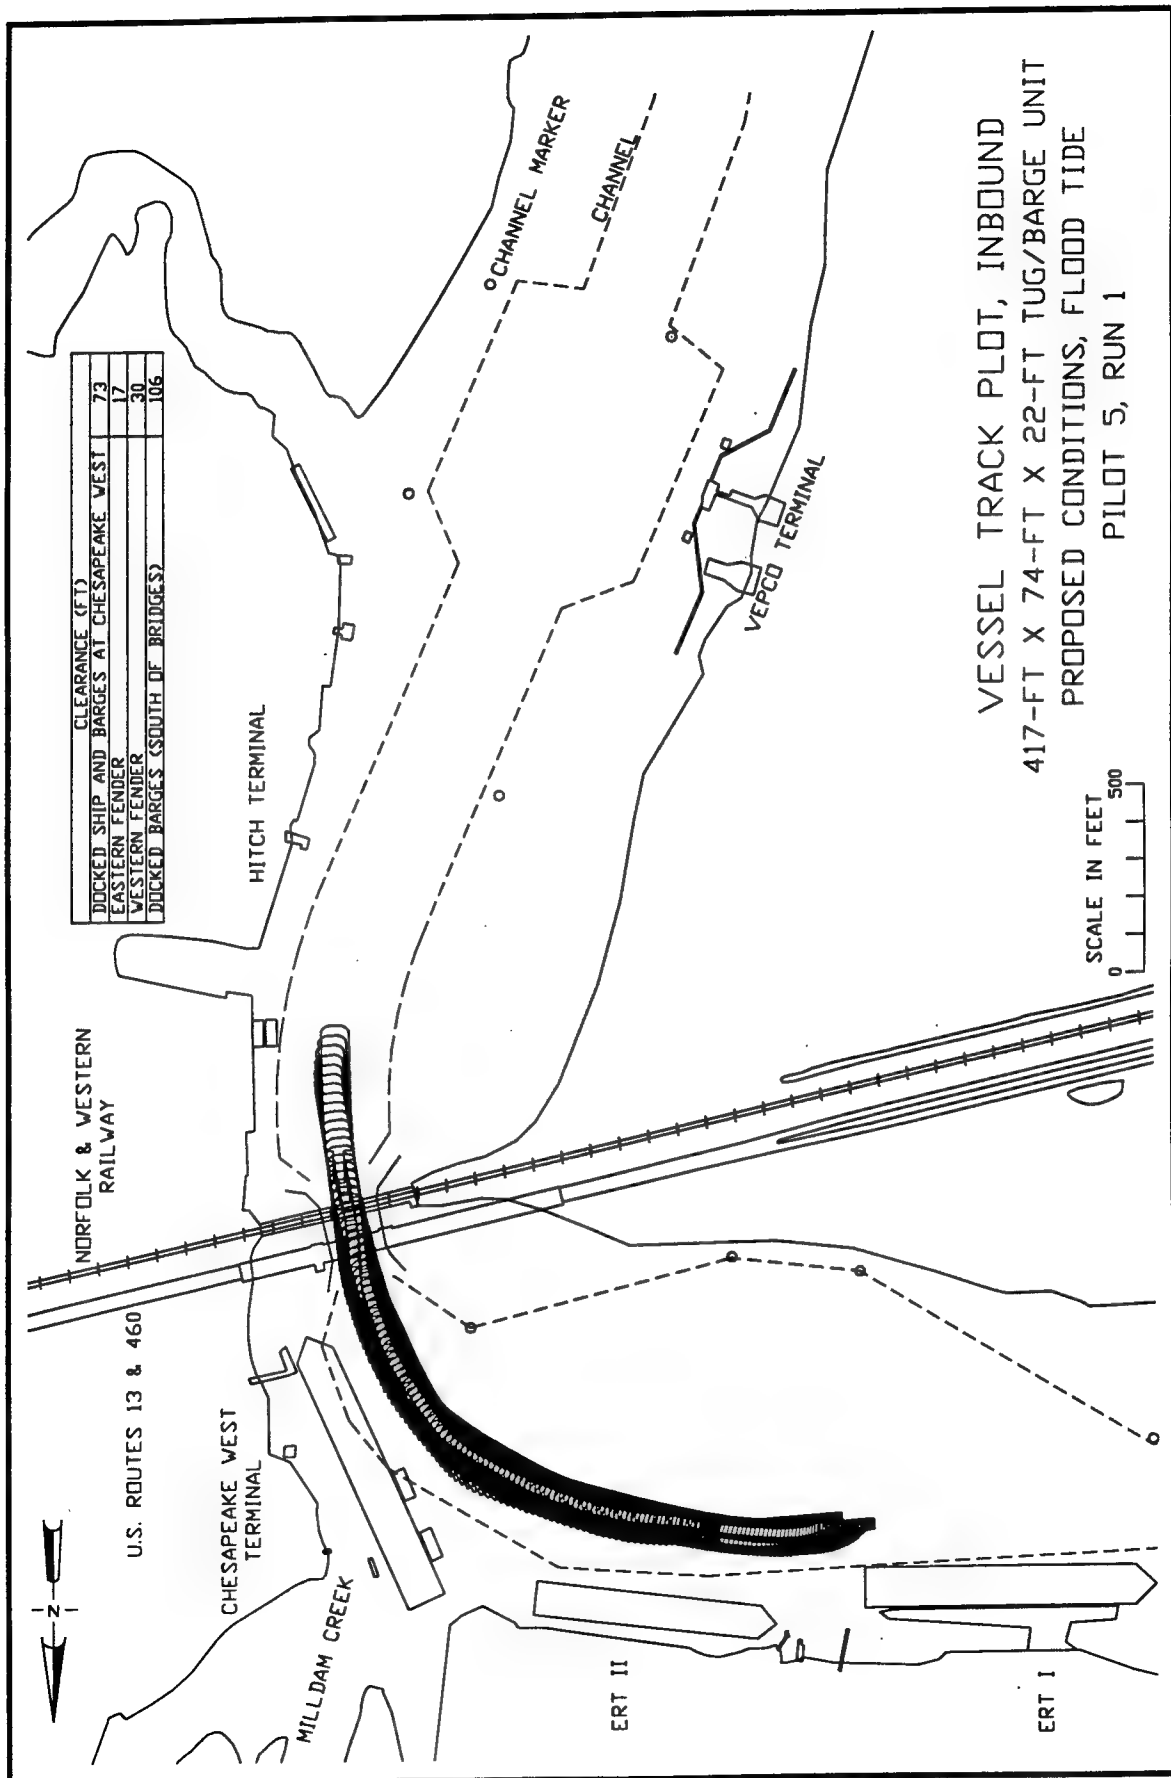 CLEARANCE (FT)
DOCKED SHIP AND BARGES AT CHESAPEAKE WEST 73
EASTERN FENDER 17
WESTERN FENDER 30
DOCKED BARGES (SOUTH OF BRIDGES) 106
N
U.S. ROUTES 13 & 460
NORFOLK & WESTERN
RAILWAY
HITCH TERMINAL
CHESAPEAKE WEST
TERMINAL
MILLDAM CREEK
CHANNEL MARKER
CHANNEL
VEPCO TERMINAL
ERT II
ERT I
SCALE IN FEET
0 500
VESSEL TRACK PLOT, INBOUND
417-FT X 74-FT X 22-FT TUG/BARGE UNIT
PROPOSED CONDITIONS, FLOOD TIDE
PILOT 5, RUN 1